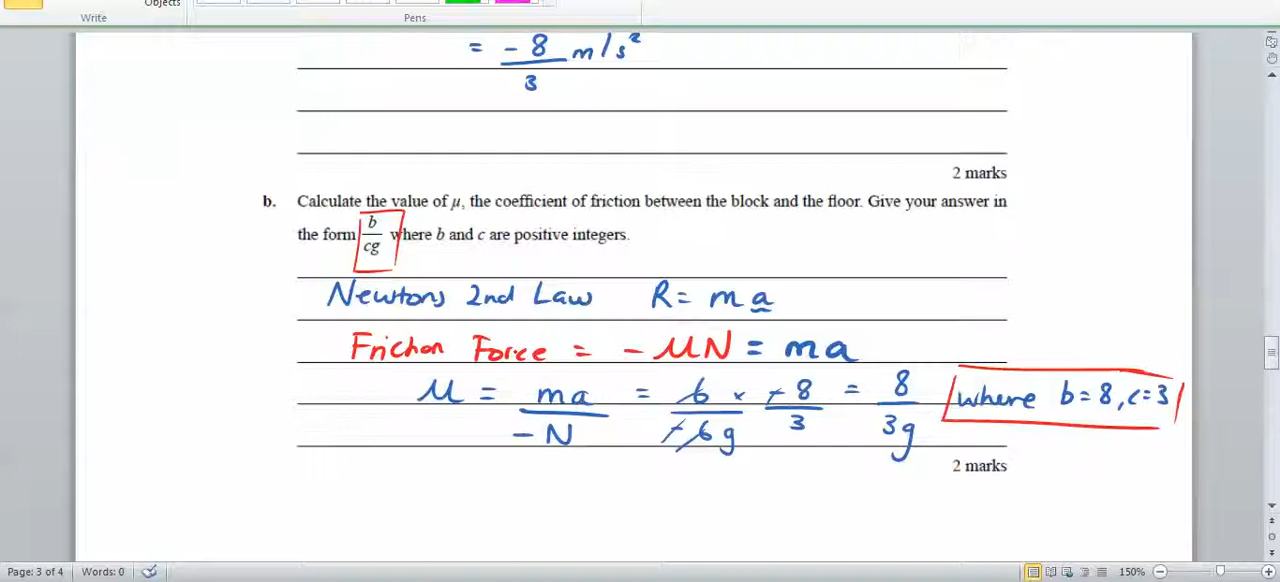 Objects
Write
Pens
= -8/3 m/s²
2 marks
b. Calculate the value of μ, the coefficient of friction between the block and the floor. Give your answer in
the form b/cg where b and c are positive integers.
Newtons 2nd Law R = ma
Friction Force = -μN = ma
μ = ma/-N = 6/-6g × -8/3 = 8/3g where b=8, c=3
2 marks
Page: 3 of 4
Words: 0
150%